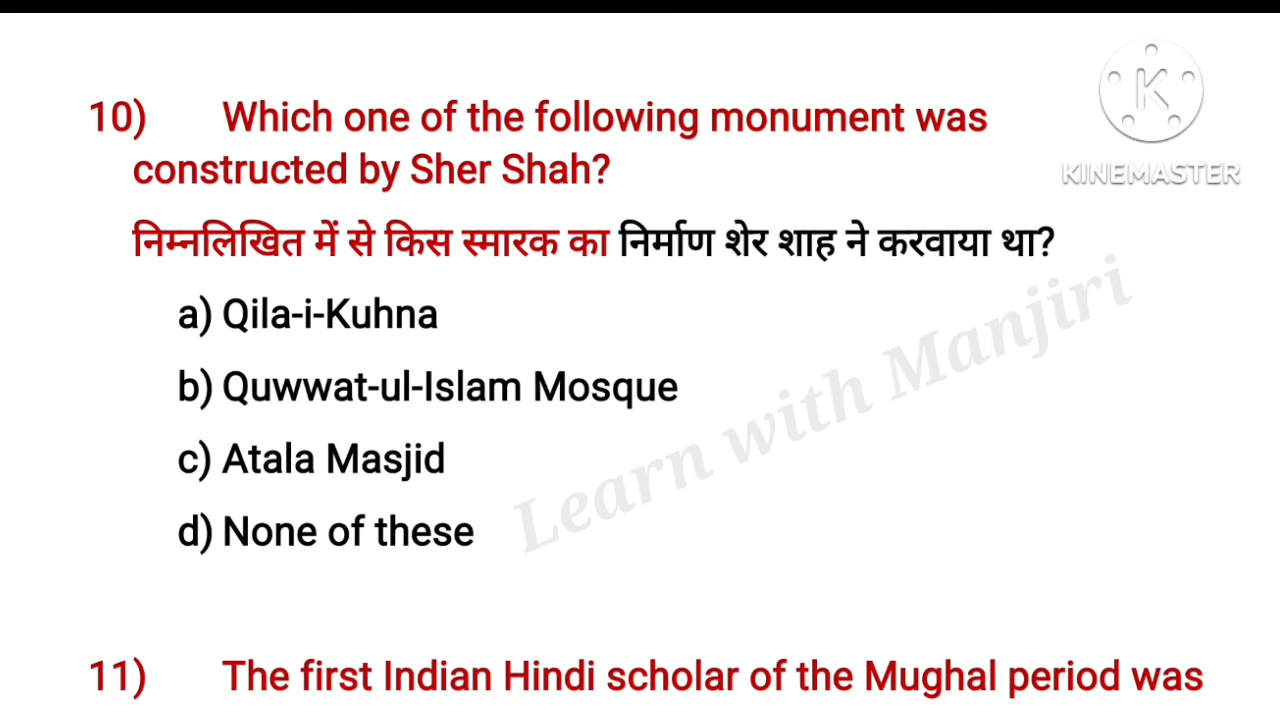 10) Which one of the following monument was
KINEMASTER
constructed by Sher Shah?
निम्नलिखित में से किस स्मारक का निर्माण शेर शाह ने करवाया था?
a) Qila-i-Kuhna
b) Quwwat-ul-Islam Mosque
c) Atala Masjid
d) None of these
Learn with Manjiri
11) The first Indian Hindi scholar of the Mughal period was